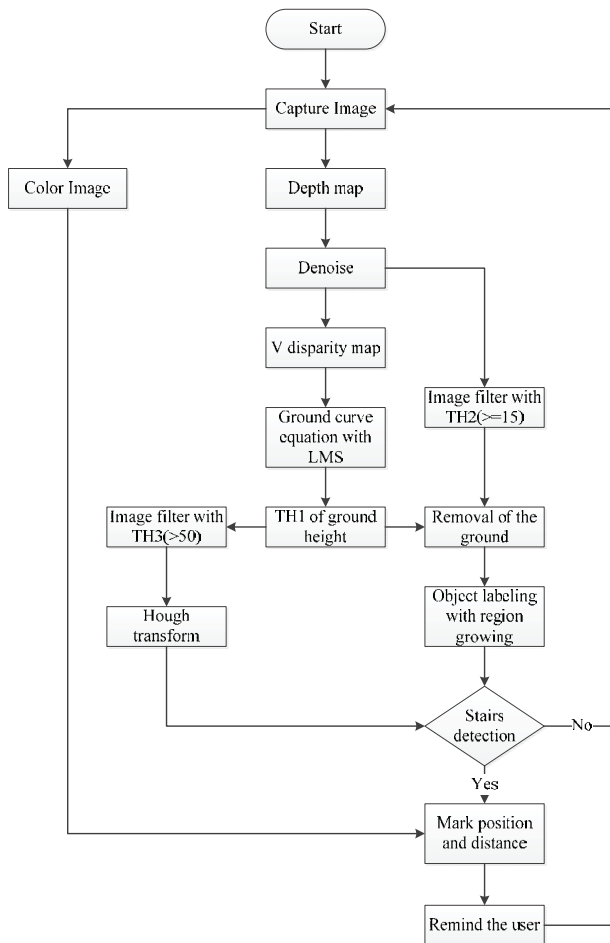 Start
Capture Image
Color Image
Depth map
Denoise
V disparity map
Image filter with
TH2(>=15)
Ground curve
equation with
LMS
Image filter with
TH3(>50)
TH1 of ground
height
Removal of the
ground
Hough
transform
Object labeling
with region
growing
Stairs
detection
No
Yes
Mark position
and distance
Remind the user